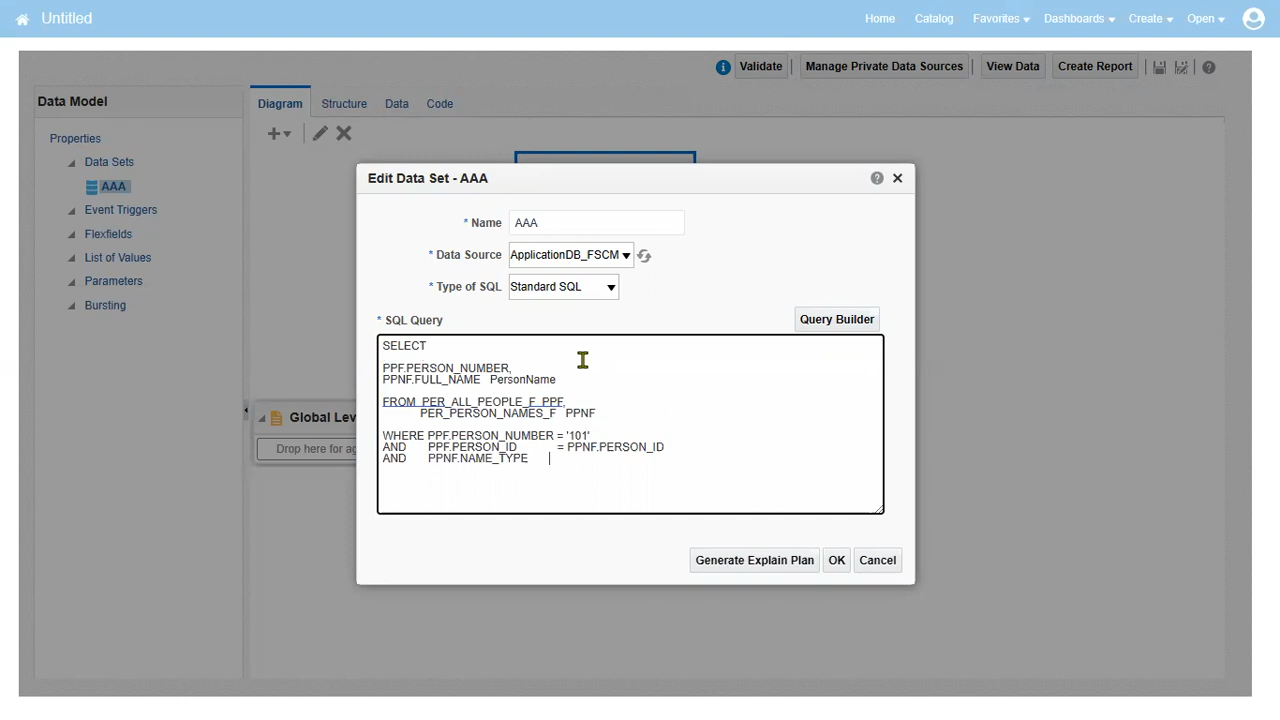 Untitled
Home Catalog Favorites Dashboards Create Open
Validate Manage Private Data Sources View Data Create Report
Data Model
Diagram Structure Data Code
Properties
Data Sets
AAA
Event Triggers
Flexfields
List of Values
Parameters
Bursting
Global Lev
Drop here for ag
Edit Data Set - AAA
* Name AAA
* Data Source ApplicationDB_FSCM
* Type of SQL Standard SQL
* SQL Query Query Builder
SELECT
PPF.PERSON_NUMBER,
PPNF.FULL_NAME PersonName
FROM PER_ALL_PEOPLE_F PPF,
PER_PERSON_NAMES_F PPNF
WHERE PPF.PERSON_NUMBER = '101'
AND PPF.PERSON_ID = PPNF.PERSON_ID
AND PPNF.NAME_TYPE
Generate Explain Plan OK Cancel